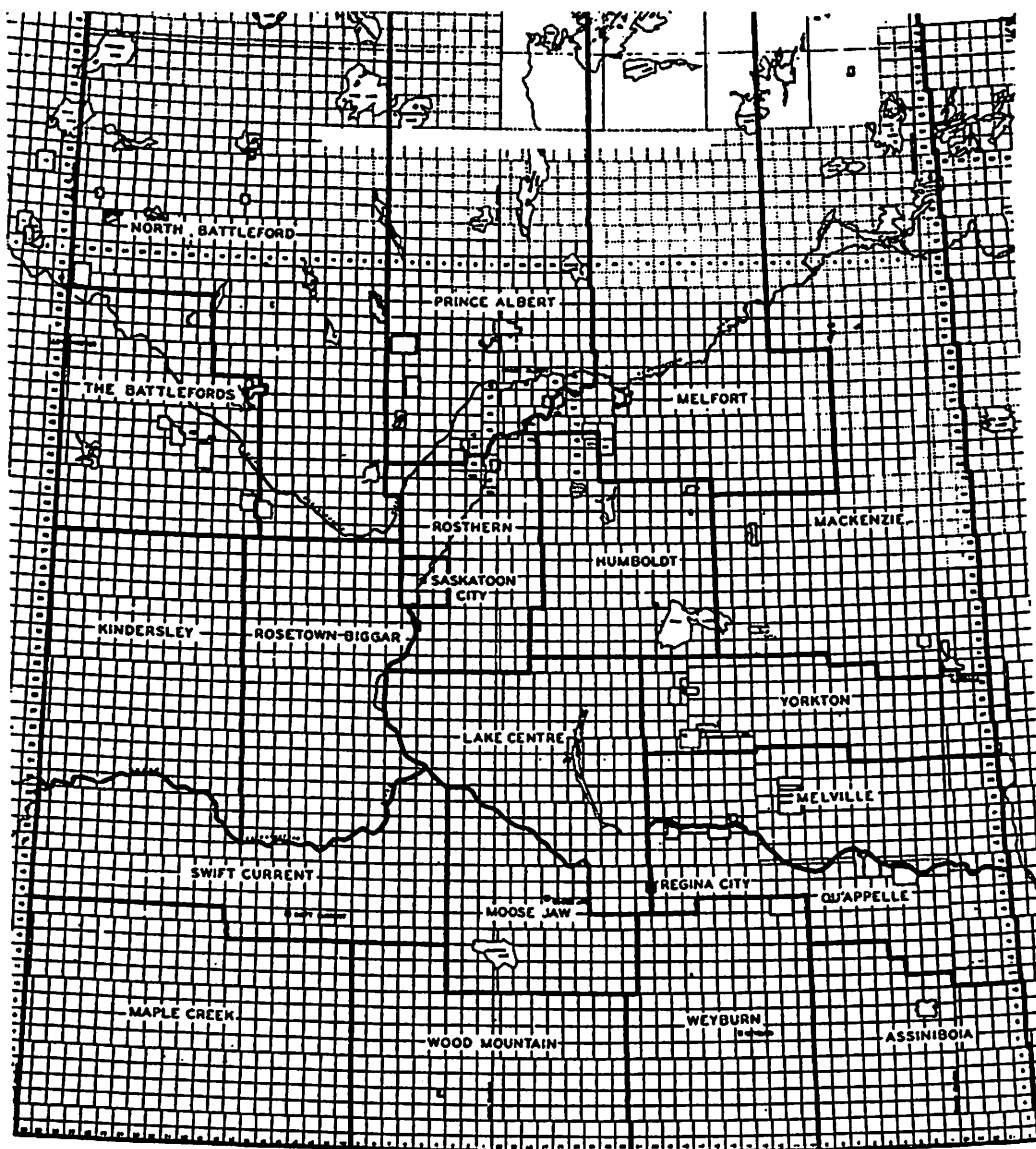 NORTH BATTLEFORD
PRINCE ALBERT
THE BATTLEFORDS
MELFORT
ROSTHERN
MACKENZIE
HUMBOLDT
SASKATOON
CITY
KINDERSLEY
ROSETOWN-BIGGAR
YORKTON
LAKE CENTRE
MELVILLE
SWIFT CURRENT
REGINA CITY
QU'APPELLE
MOOSE JAW
MAPLE CREEK
WEYBURN
ASSINIBOIA
WOOD MOUNTAIN